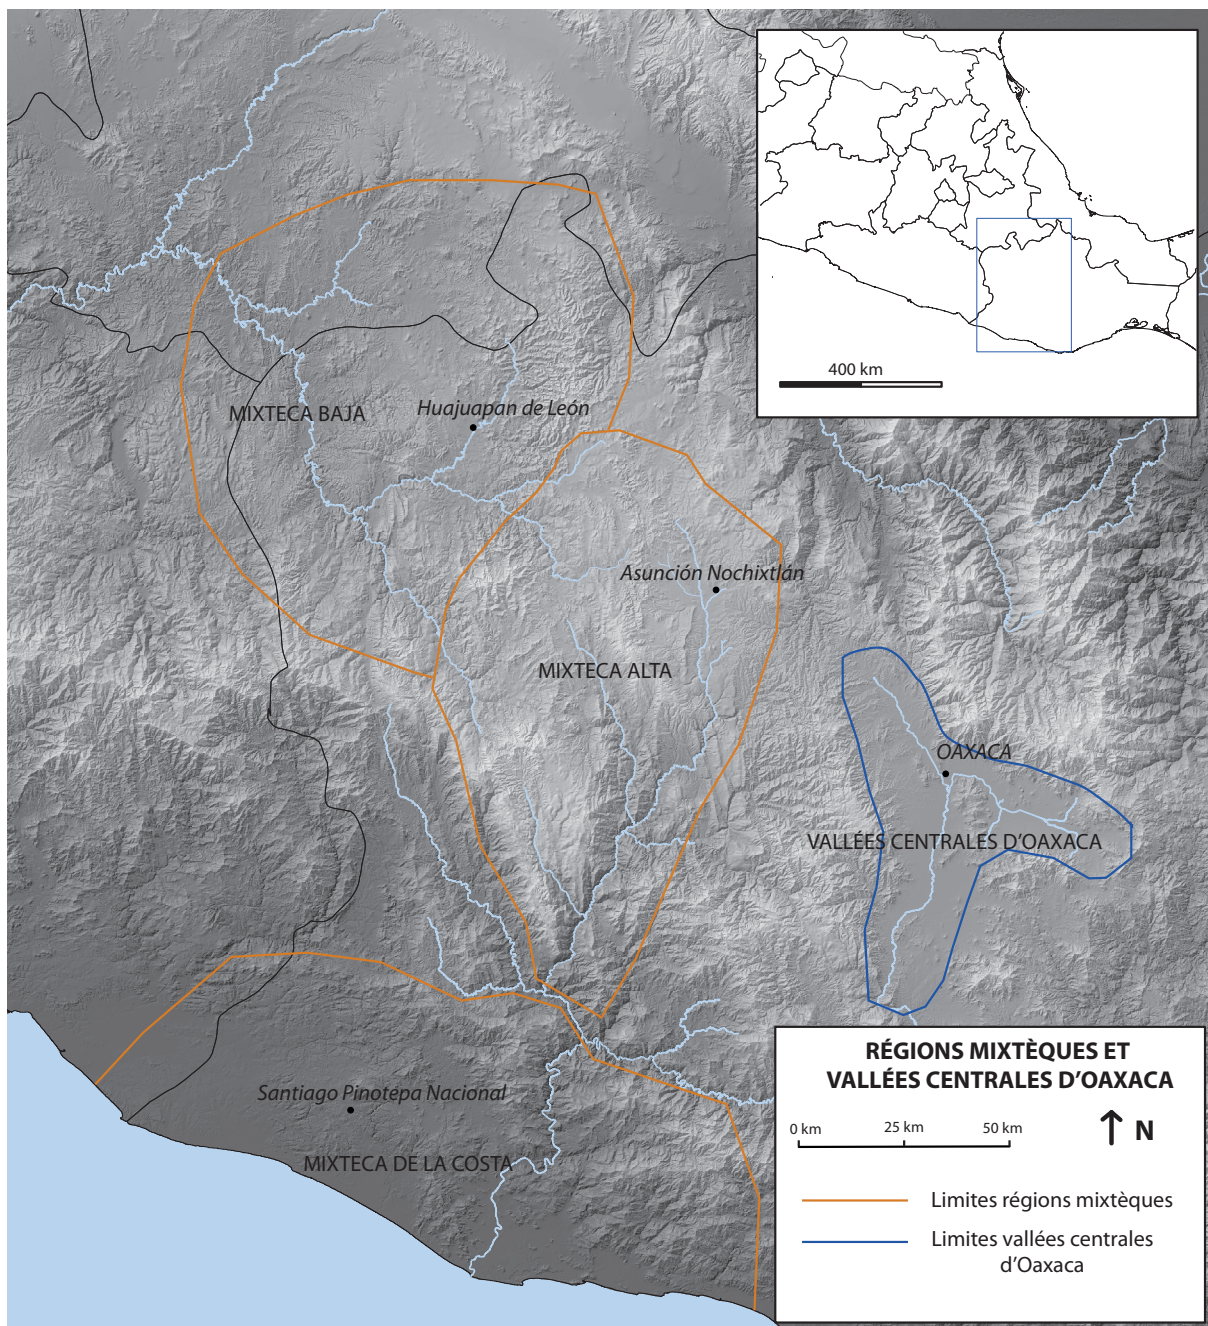 400 km
MIXTECA BAJA
Huajuapan de León
Asunción Nochixtlán
MIXTECA ALTA
OAXACA
VALLÉES CENTRALES D'OAXACA
Santiago Pinotepa Nacional
MIXTECA DE LA COSTA
RÉGIONS MIXTÈQUES ET
VALLÉES CENTRALES D'OAXACA
0 km 25 km 50 km
N
Limites régions mixtèques
Limites vallées centrales
d'Oaxaca